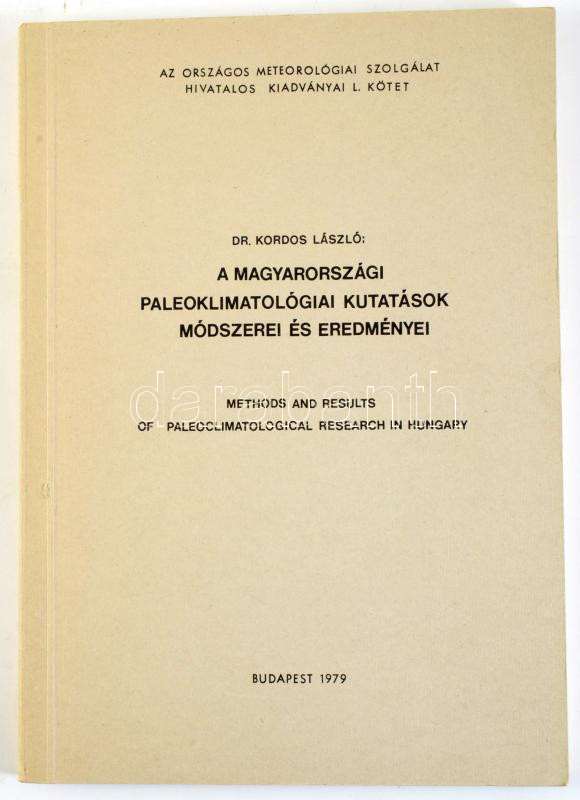 AZ ORSZÁGOS METEOROLÓGIAI SZOLGÁLAT
HIVATALOS KIADVÁNYAI L. KÖTET
DR. KORDOS LÁSZLÓ:
A MAGYARORSZÁGI
PALEOKLIMATOLÓGIAI KUTATÁSOK
MÓDSZEREI ÉS EREDMÉNYEI
darabanth
METHODS AND RESULTS
OF PALEOCLIMATOLOGICAL RESEARCH IN HUNGARY
BUDAPEST 1979